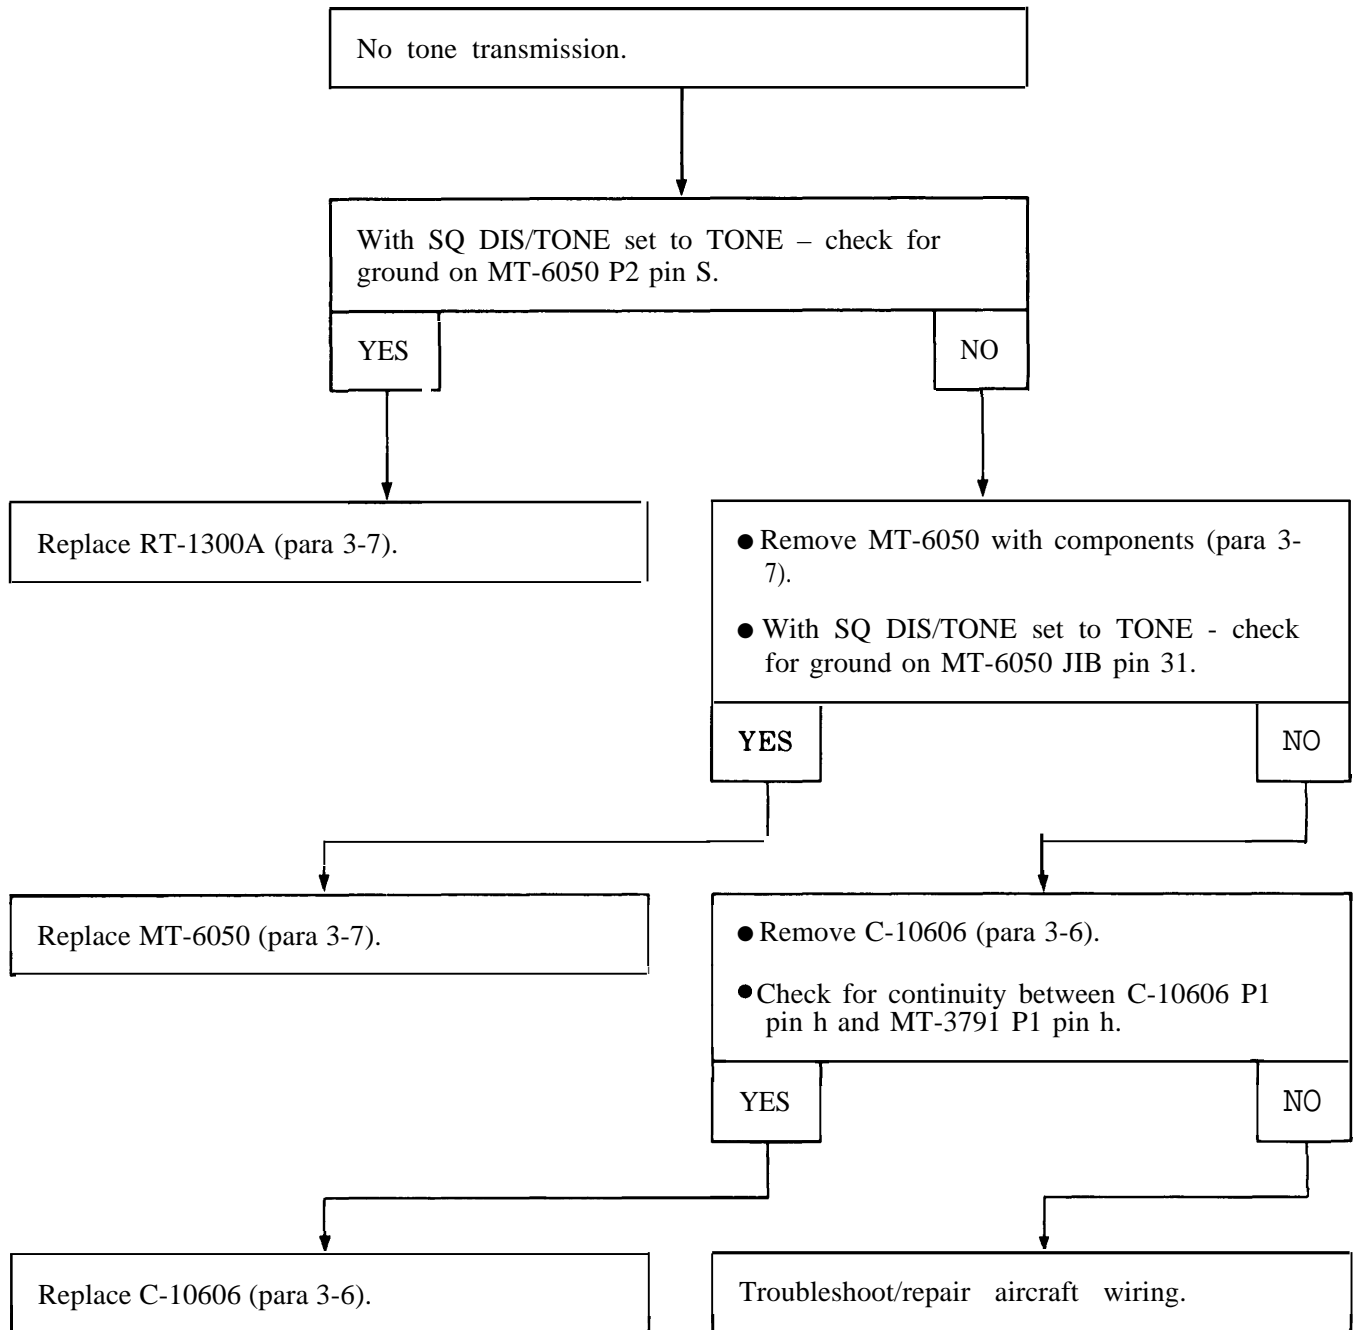 No tone transmission.
With SQ DIS/TONE set to TONE – check for
ground on MT-6050 P2 pin S.
YES
NO
Replace RT-1300A (para 3-7).
● Remove MT-6050 with components (para 3-
7).
● With SQ DIS/TONE set to TONE - check
for ground on MT-6050 JIB pin 31.
YES
NO
Replace MT-6050 (para 3-7).
● Remove C-10606 (para 3-6).
● Check for continuity between C-10606 P1
pin h and MT-3791 P1 pin h.
YES
NO
Replace C-10606 (para 3-6).
Troubleshoot/repair aircraft wiring.